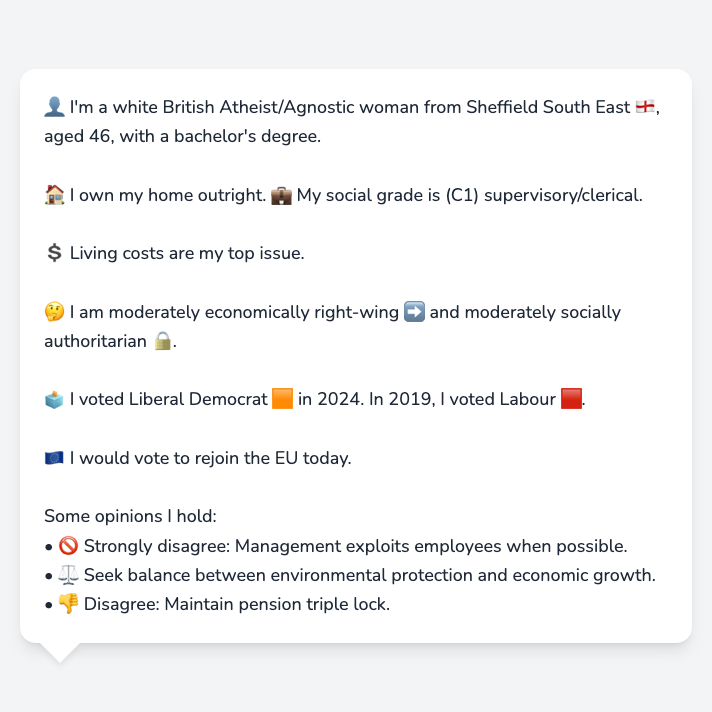 👤 I'm a white British Atheist/Agnostic woman from Sheffield South East 🏴󠁧󠁢󠁥󠁮󠁧󠁿,
aged 46, with a bachelor's degree.
🏠 I own my home outright. 💼 My social grade is (C1) supervisory/clerical.
💲 Living costs are my top issue.
🤔 I am moderately economically right-wing ➡️ and moderately socially
authoritarian 🔒.
🗳️ I voted Liberal Democrat 🟧 in 2024. In 2019, I voted Labour 🟥.
🇪🇺 I would vote to rejoin the EU today.
Some opinions I hold:
• 🚫 Strongly disagree: Management exploits employees when possible.
• ⚖️ Seek balance between environmental protection and economic growth.
• 👎 Disagree: Maintain pension triple lock.